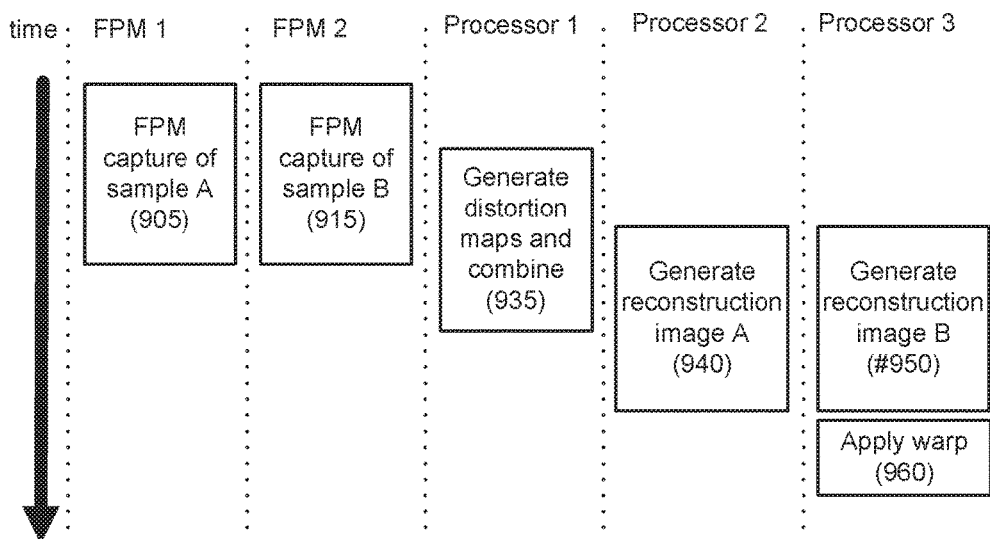 time FPM 1 FPM 2 Processor 1 Processor 2 Processor 3
FPM
capture of
sample A
(905)
FPM
capture of
sample B
(915)
Generate
distortion
maps and
combine
(935)
Generate
reconstruction
image A
(940)
Generate
reconstruction
image B
(#950)
Apply warp
(960)